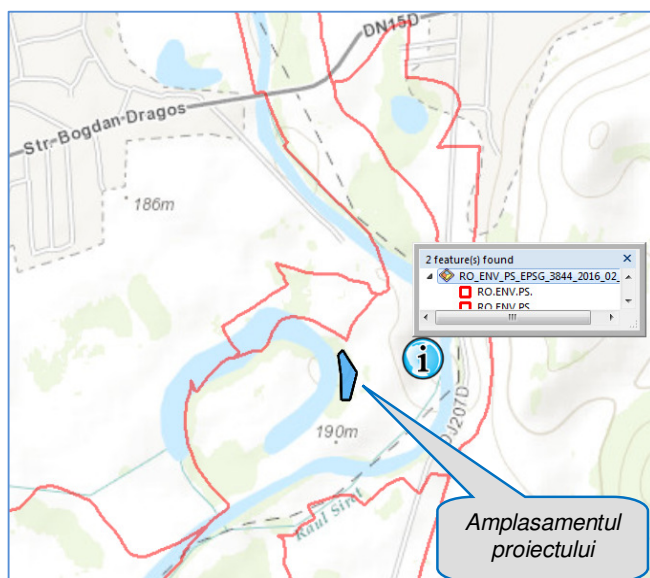 DN15D
Str. Bogdan-Dragos
186m
2 feature(s) found
RO_ENV_PS_EPSG_3844_2016_02_
RO.ENV.PS.
RO.ENV.PS.
DJ207D
190m
Raul Siret
Amplasamentul
proiectului